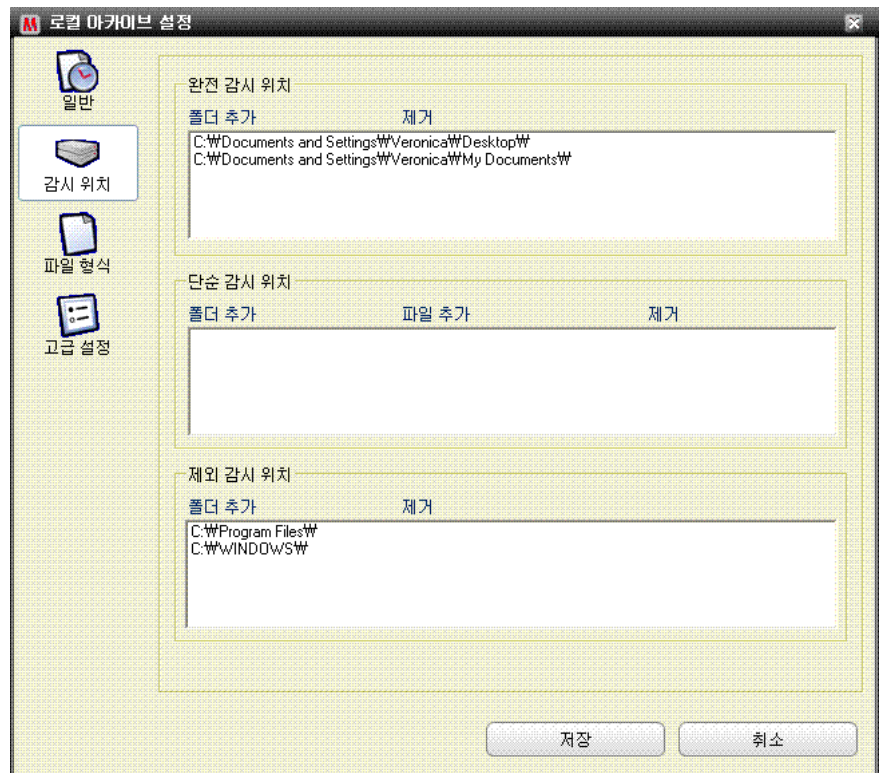 로컬 아카이브 설정
일반
감시 위치
파일 형식
고급 설정
완전 감시 위치
폴더 추가 제거
C:₩Documents and Settings₩Veronica₩Desktop₩
C:₩Documents and Settings₩Veronica₩My Documents₩
단순 감시 위치
폴더 추가 파일 추가 제거
제외 감시 위치
폴더 추가 제거
C:₩Program Files₩
C:₩WINDOWS₩
저장 취소